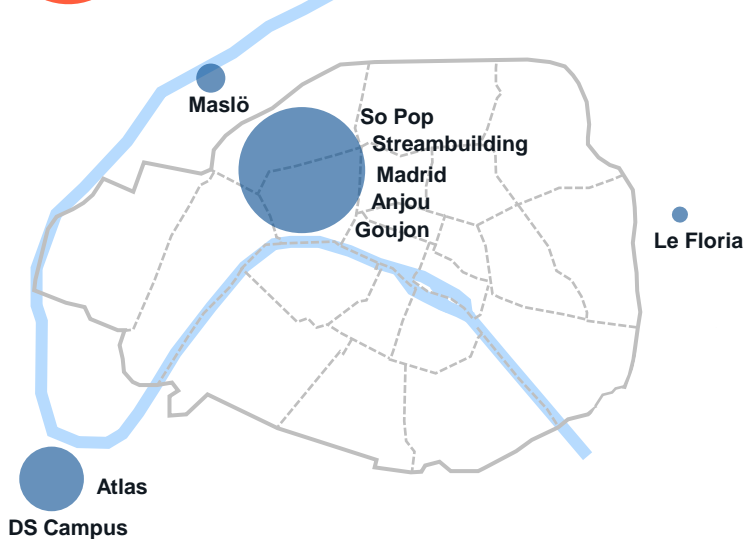 Maslö
So Pop
Streambuilding
Madrid
Anjou
Goujon
Le Floria
Atlas
DS Campus